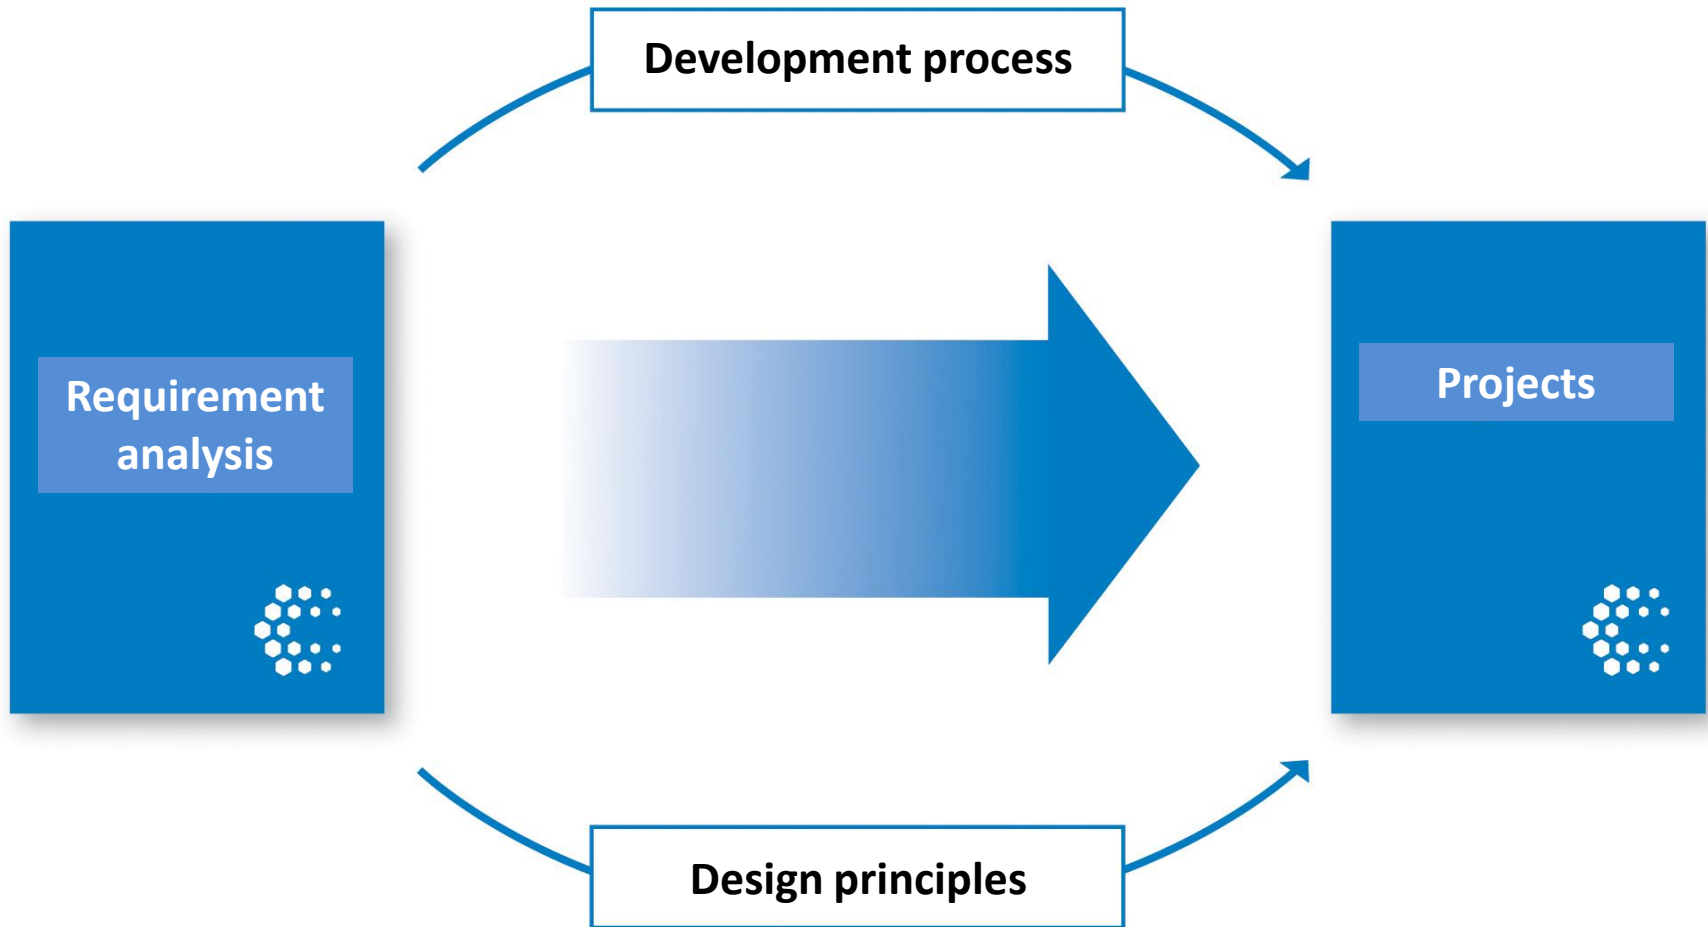 Development process
Requirement
analysis
Projects
Design principles